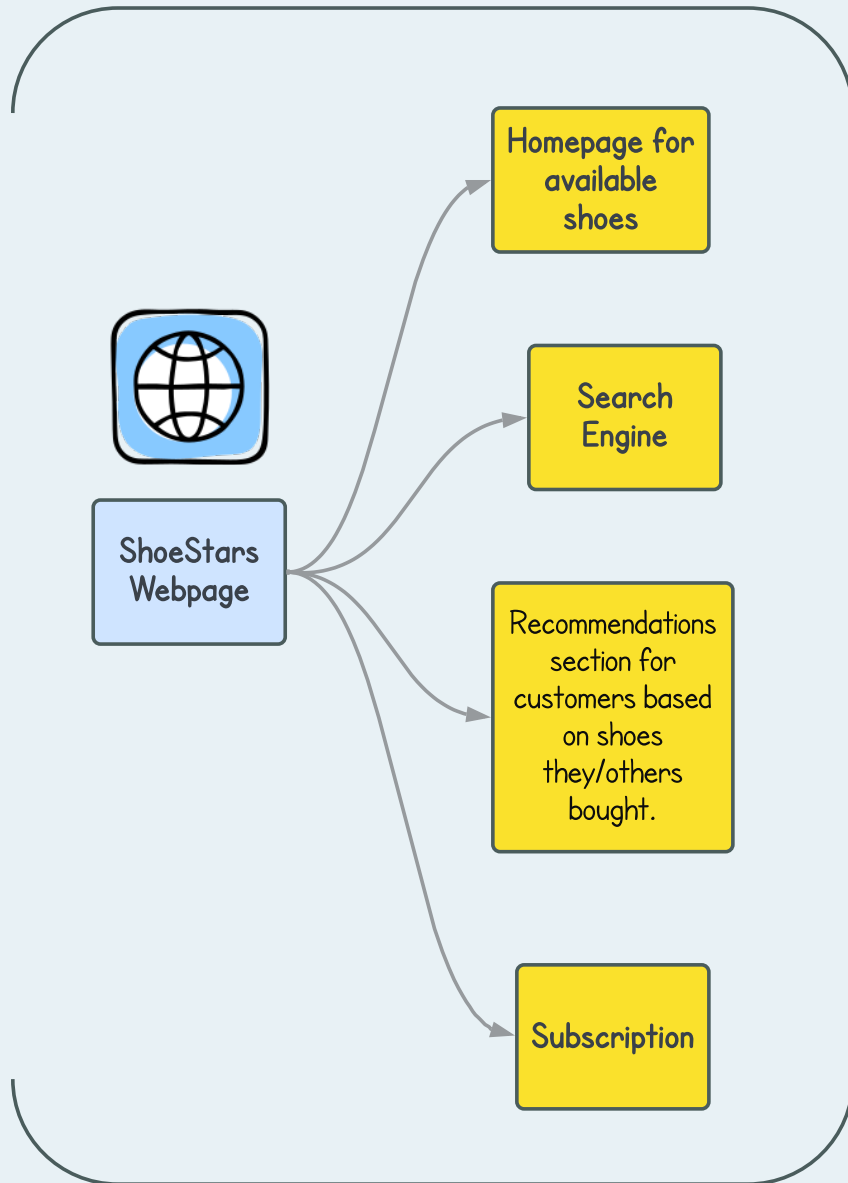 Homepage for
available
shoes
Search
Engine
ShoeStars
Webpage
Recommendations
section for
customers based
on shoes
they/others
bought.
Subscription